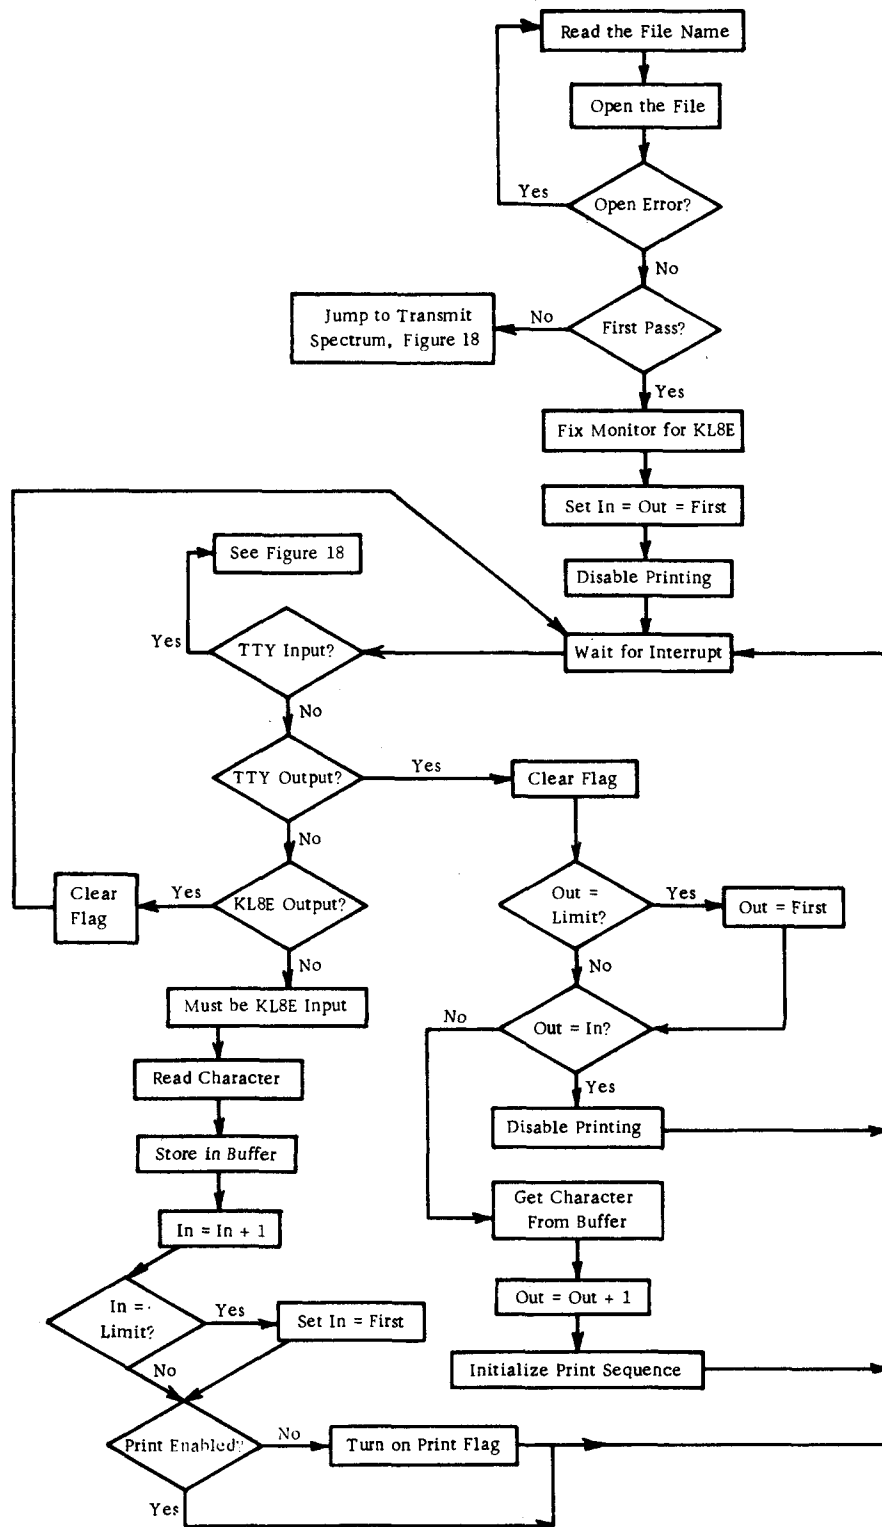 Read the File Name
Open the File
Yes
Open Error?
No
Jump to Transmit
Spectrum, Figure 18
No
First Pass?
Yes
Fix Monitor for KL8E
Set In = Out = First
See Figure 18
Disable Printing
Yes
TTY Input?
Wait for Interrupt
No
TTY Output?
Yes
Clear Flag
No
Clear
Flag
Yes
KL8E Output?
Out =
Limit?
Yes
Out = First
No
No
Must be KL8E Input
No
Out = In?
Read Character
Yes
Disable Printing
Store in Buffer
Get Character
From Buffer
In = In + 1
Out = Out + 1
In =
Limit?
Yes
Set In = First
No
Initialize Print Sequence
Print Enabled?
No
Turn on Print Flag
Yes